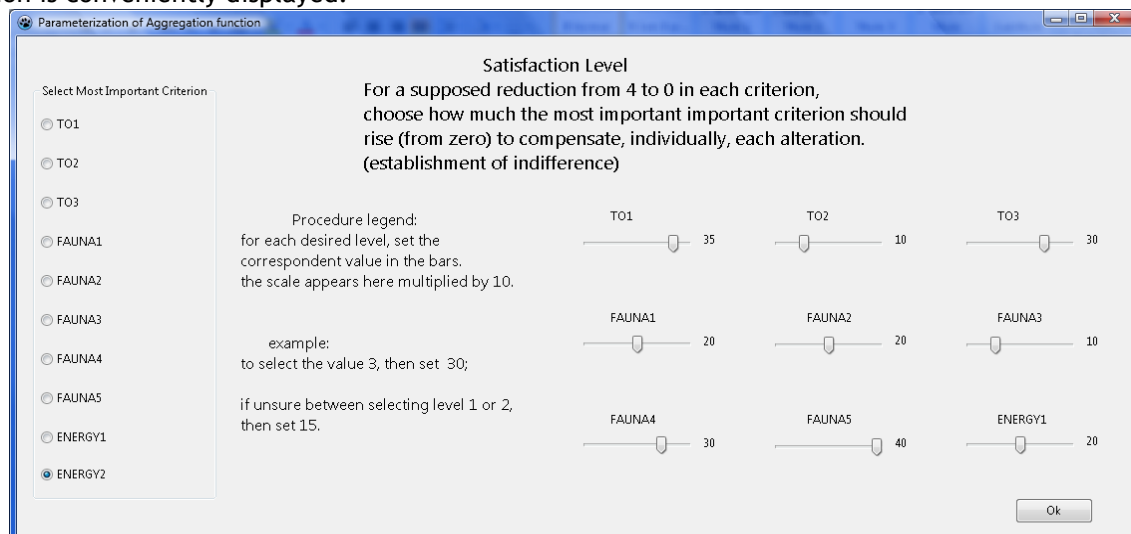 on is conveniently displayed.
Parameterization of Aggregation function
Select Most Important Criterion
TO1
TO2
TO3
FAUNA1
FAUNA2
FAUNA3
FAUNA4
FAUNA5
ENERGY1
ENERGY2
Satisfaction Level
For a supposed reduction from 4 to 0 in each criterion,
choose how much the most important important criterion should
rise (from zero) to compensate, individually, each alteration.
(establishment of indifference)
Procedure legend:
for each desired level, set the
correspondent value in the bars.
the scale appears here multiplied by 10.
example:
to select the value 3, then set 30;
if unsure between selecting level 1 or 2,
then set 15.
TO1 TO2 TO3
35 10 30
FAUNA1 FAUNA2 FAUNA3
20 20 10
FAUNA4 FAUNA5 ENERGY1
30 40 20
Ok